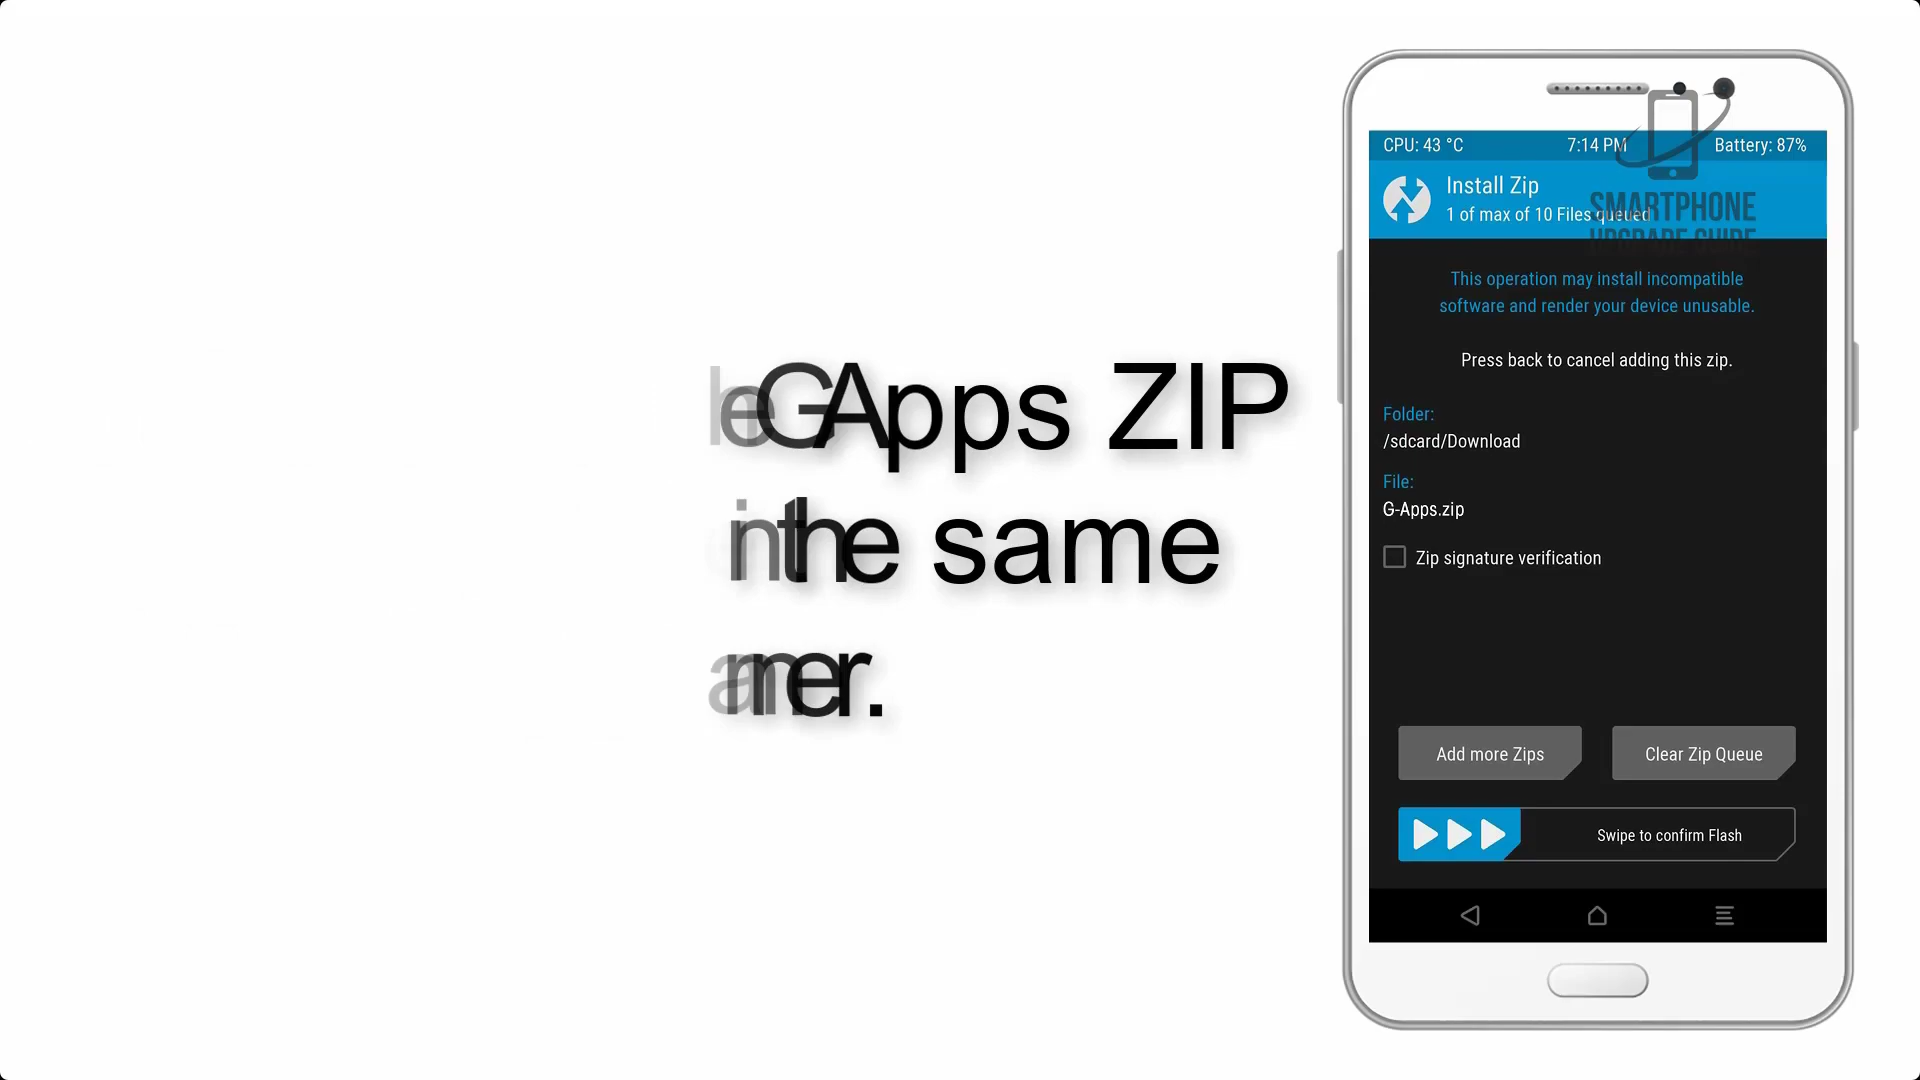 GApps ZIP
in the same
CPU: 43 °C 7:14 PM Battery: 87%
Install Zip
1 of max of 10 Files queued
SMARTPHONE
UPGRADE GUIDE
This operation may install incompatible
software and render your device unusable.
Press back to cancel adding this zip.
Folder:
/sdcard/Download
File:
G-Apps.zip
Zip signature verification
Add more Zips Clear Zip Queue
Swipe to confirm Flash